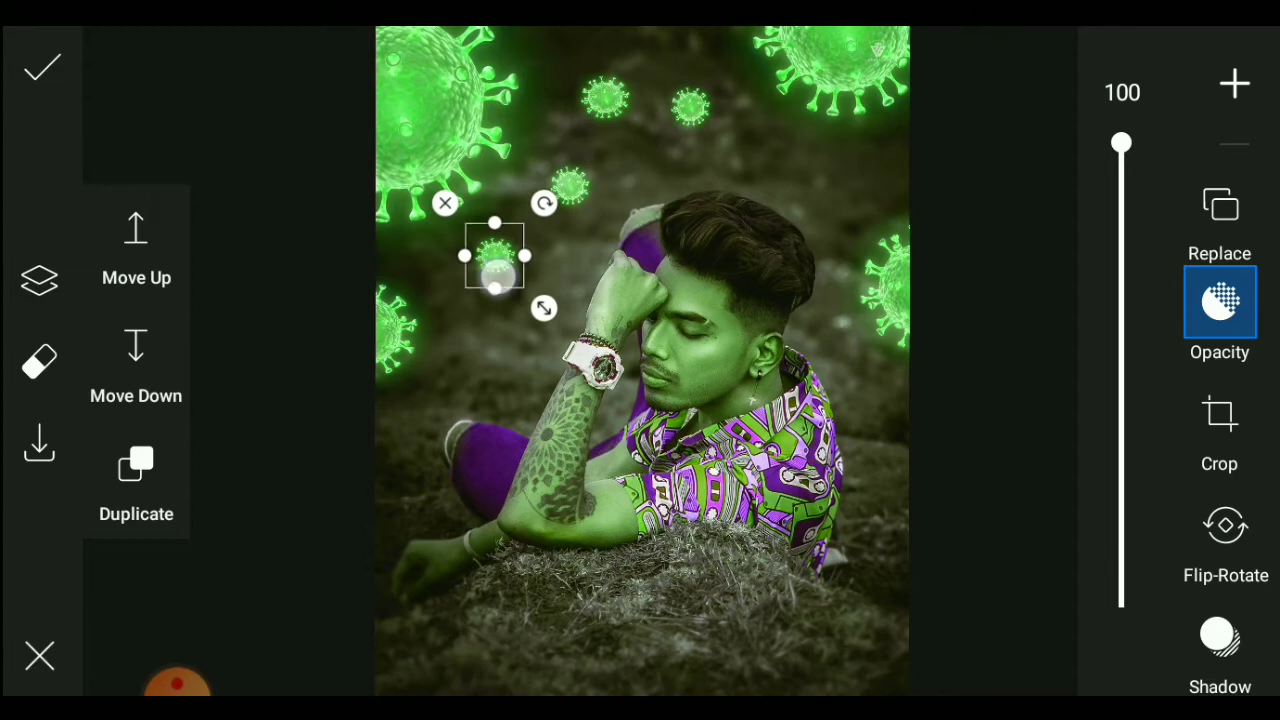 100
Move Up
Move Down
Duplicate
Replace
Opacity
Crop
Flip-Rotate
Shadow